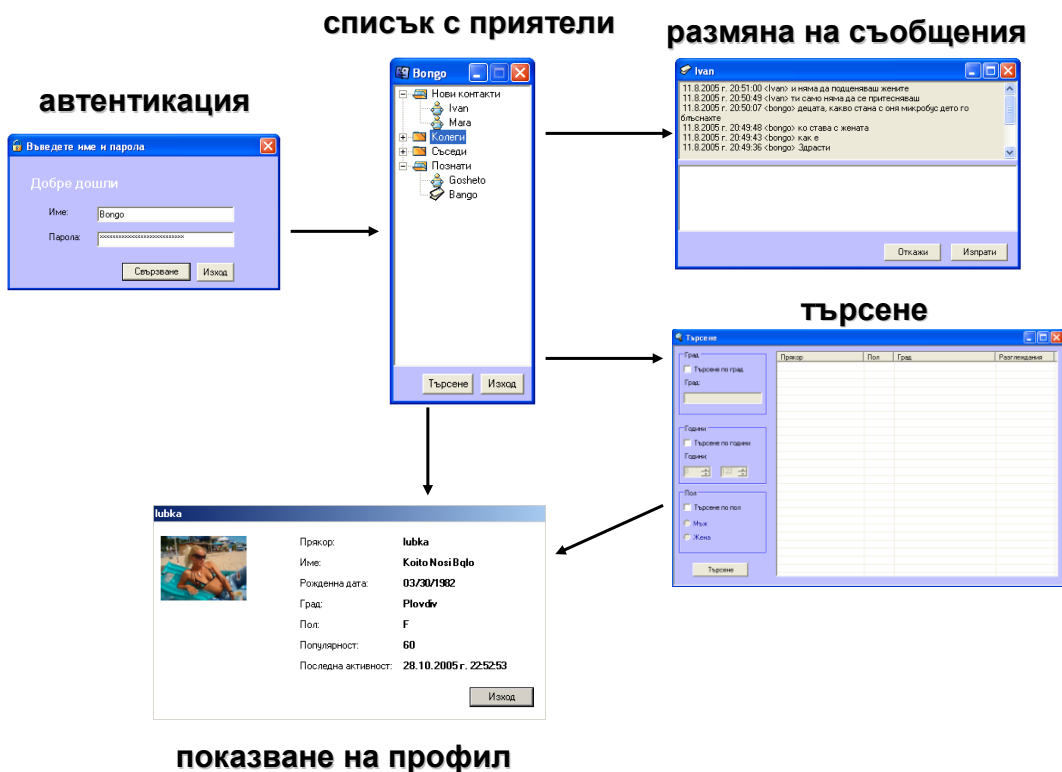 списък с приятели
размяна на съобщения
автентикация
Въведете име и парола
Добре дошли
Име: Bongo
Парола: xxxxxxxxxxxxxxxxxxxxxxxxxx
Свързване Изход
Bongo
Нови контакти
Ivan
Mara
Колеги
Съседи
Познати
Gosheto
Bango
Търсене Изход
Ivan
11.8.2005 г. 20:51:00 <Ivan> и няма да подценяваш жените
11.8.2005 г. 20:50:49 <Ivan> ти само няма да се притесняваш
11.8.2005 г. 20:50:07 <bongo> децата, какво стана с оня микробус дето го
блъснахте
11.8.2005 г. 20:49:48 <bongo> ко става с жената
11.8.2005 г. 20:49:43 <bongo> как е
11.8.2005 г. 20:49:36 <bongo> Здрасти
Откажи Изпрати
търсене
Търсене
Град
Търсене по град
Град:
Години
Търсене по години
Години:
Пол
Търсене по пол
Мъж
Жена
Търсене
Прякор Пол Град Разглеждания
lubka
Прякор: lubka
Име: Koito Nosi Bqlo
Рожденна дата: 03/30/1982
Град: Plovdiv
Пол: F
Популярност: 60
Последна активност: 28.10.2005 г. 22:52:53
Изход
показване на профил